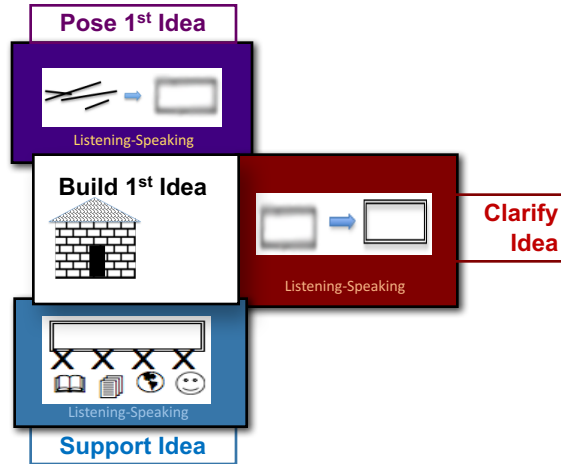 Pose 1st Idea
Listening-Speaking
Build 1st Idea
Clarify
Idea
Listening-Speaking
X X X X
Listening-Speaking
Support Idea